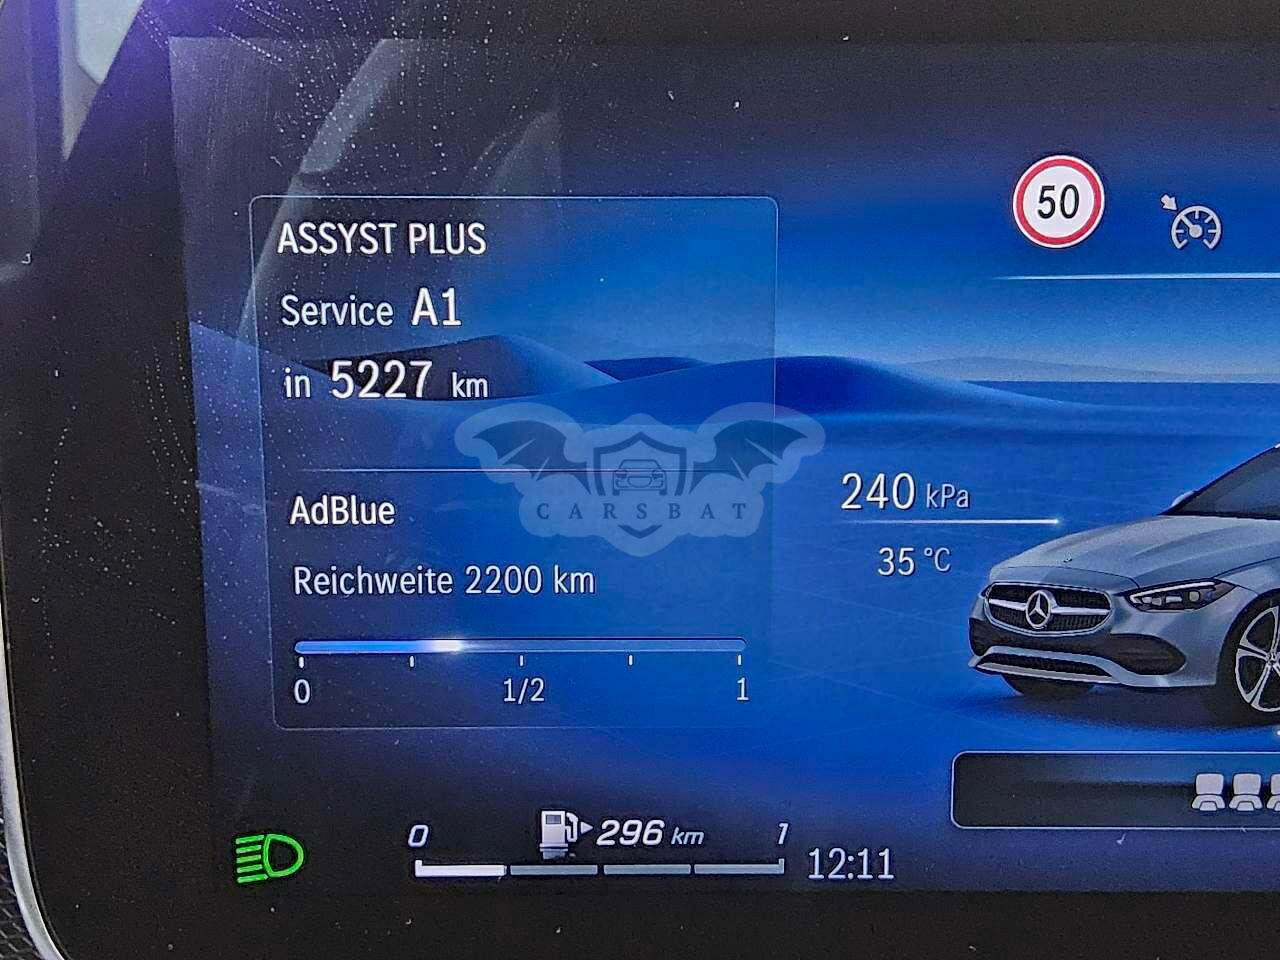 50
ASSYST PLUS
Service A1
in 5227 km
CARSBAT
AdBlue
Reichweite 2200 km
0 1/2 1
240 kPa
35 °C
0 296 km 1
12:11